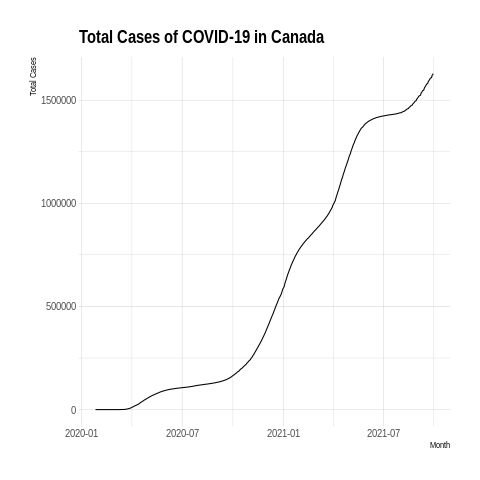 Total Cases of COVID-19 in Canada
Total Cases
1500000
1000000
500000
0
2020-01 2020-07 2021-01 2021-07
Month